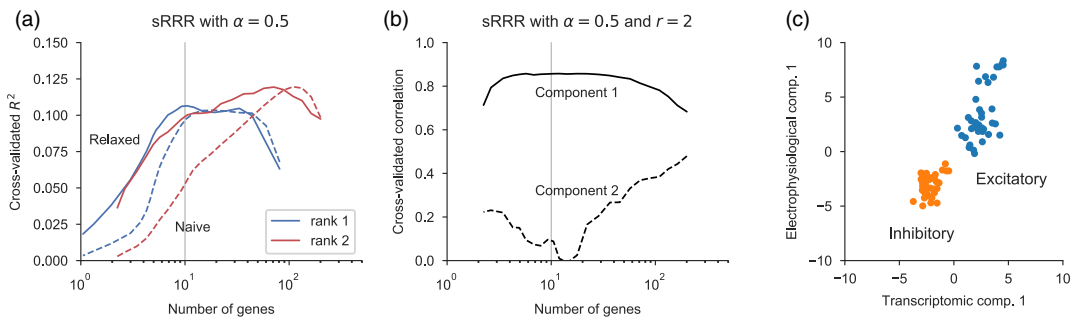 (a)
sRRR with α = 0.5
Cross-validated R²
0.150
0.125
0.100
0.075
0.050
0.025
0.000
Relaxed
Naive
rank 1
rank 2
10⁰
10¹
10²
Number of genes
(b)
sRRR with α = 0.5 and r = 2
Cross-validated correlation
1.0
0.8
0.6
0.4
0.2
0.0
Component 1
Component 2
10⁰
10¹
10²
Number of genes
(c)
Electrophysiological comp. 1
10
5
0
−5
−10
Excitatory
Inhibitory
−10
−5
0
5
10
Transcriptomic comp. 1